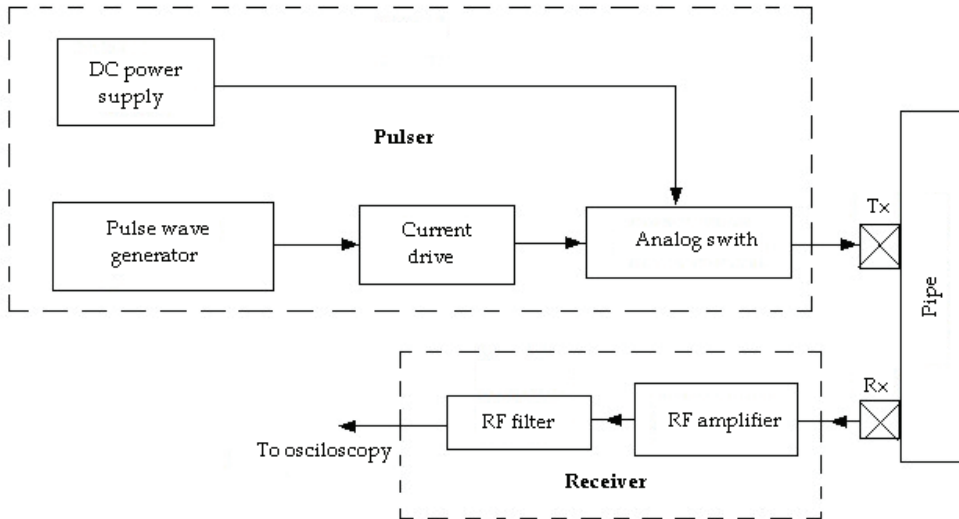 DC power
supply
Pulser
Pulse wave
generator
Current
drive
Analog swith
Tx
Pipe
Rx
RF amplifier
RF filter
To osciloscopy
Receiver